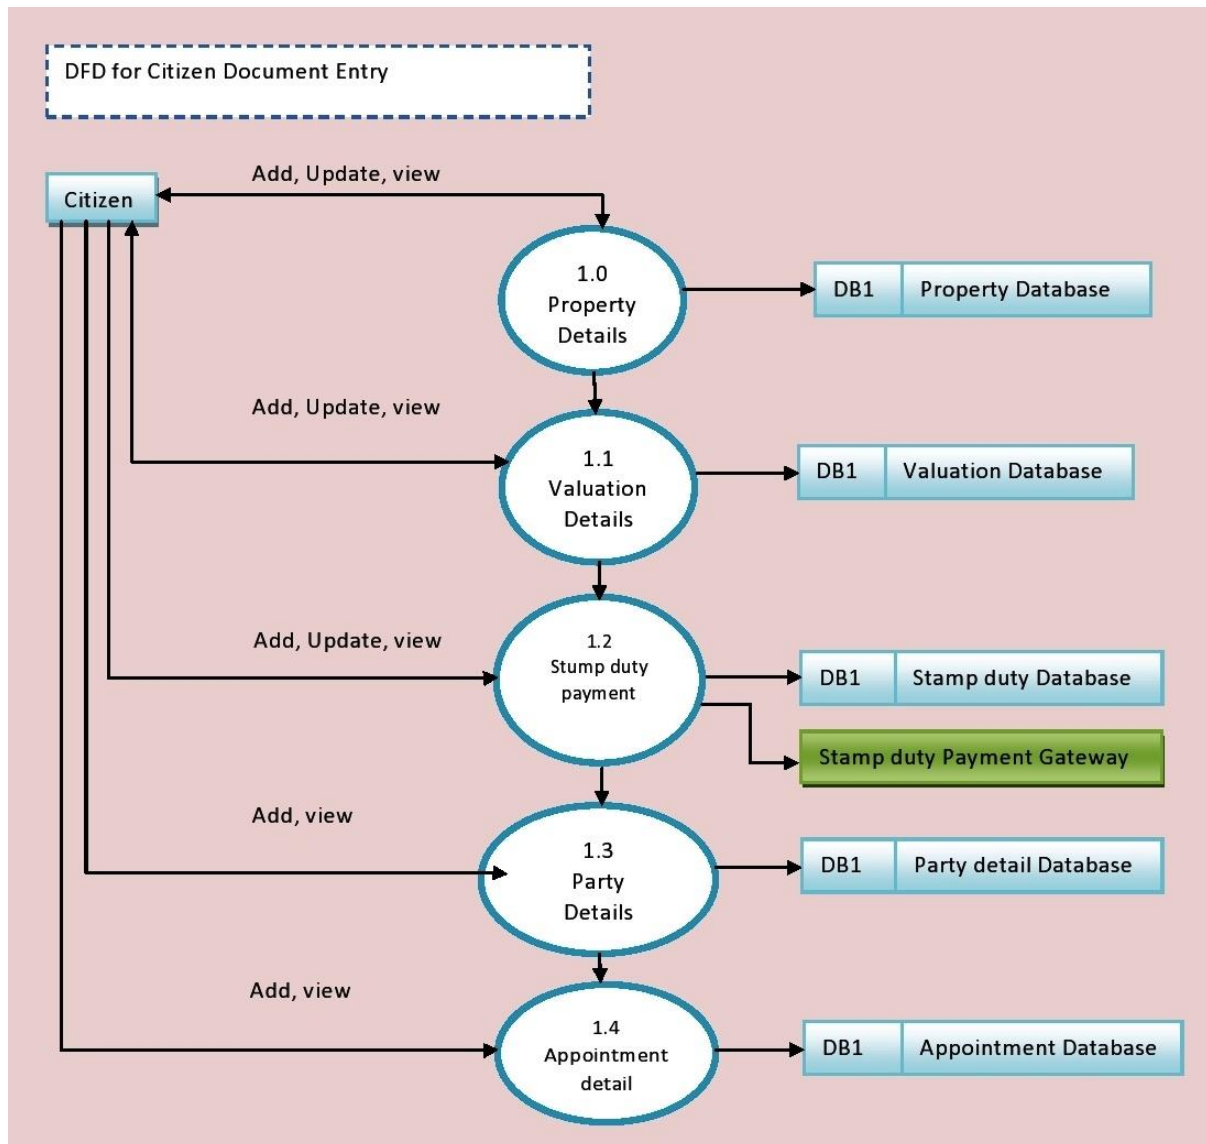 DFD for Citizen Document Entry
Add, Update, view
Citizen
1.0
Property
Details
DB1 Property Database
Add, Update, view
1.1
Valuation
Details
DB1 Valuation Database
Add, Update, view
1.2
Stump duty
payment
DB1 Stamp duty Database
Stamp duty Payment Gateway
Add, view
1.3
Party
Details
DB1 Party detail Database
Add, view
1.4
Appointment
detail
DB1 Appointment Database